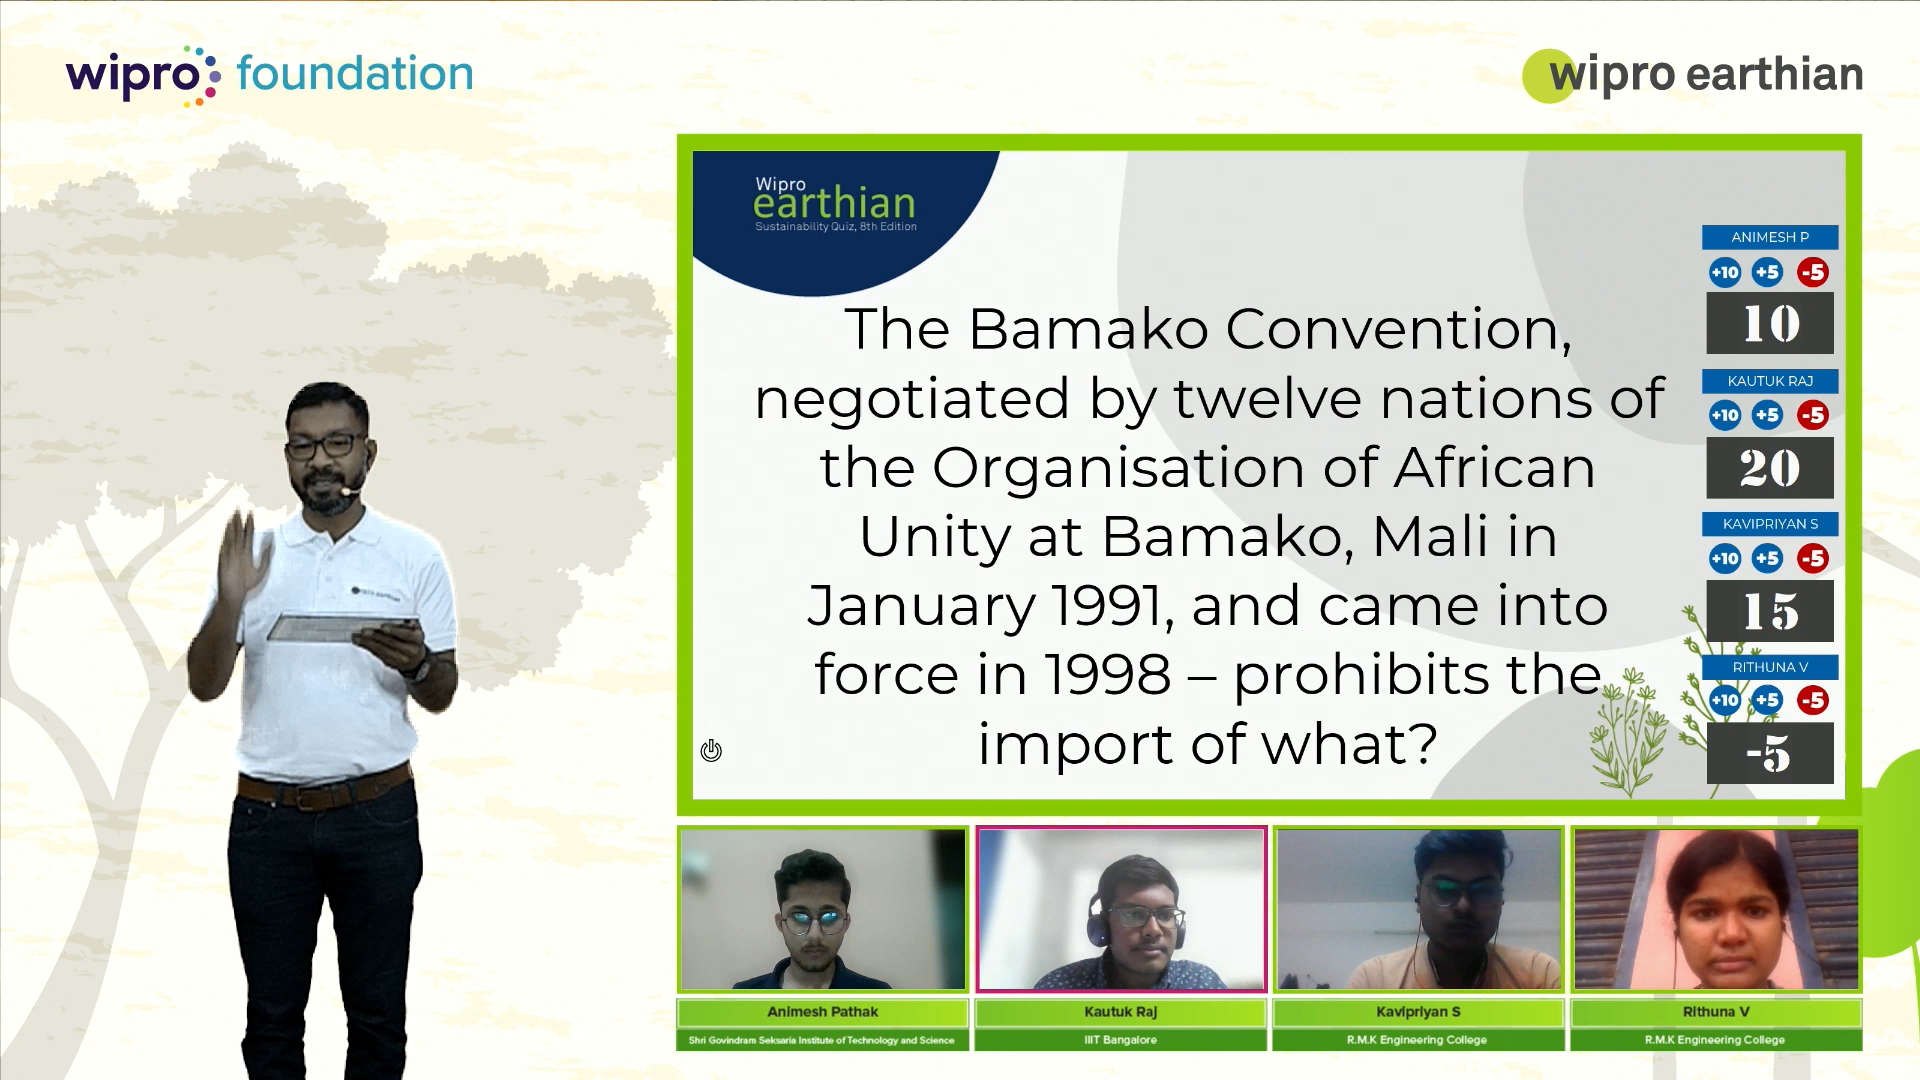 wipro foundation
wipro earthian
Wipro
earthian
Sustainability Quiz, 8th Edition
The Bamako Convention,
negotiated by twelve nations of
the Organisation of African
Unity at Bamako, Mali in
January 1991, and came into
force in 1998 – prohibits the
import of what?
ANIMESH P
+10 +5 -5
10
KAUTUK RAJ
+10 +5 -5
20
KAVIPRIYAN S
+10 +5 -5
15
RITHUNA V
+10 +5 -5
-5
wipro earthian
Animesh Pathak
Shri Govindram Seksaria Institute of Technology and Science
Kautuk Raj
IIIT Bangalore
Kavipriyan S
R.M.K Engineering College
Rithuna V
R.M.K Engineering College